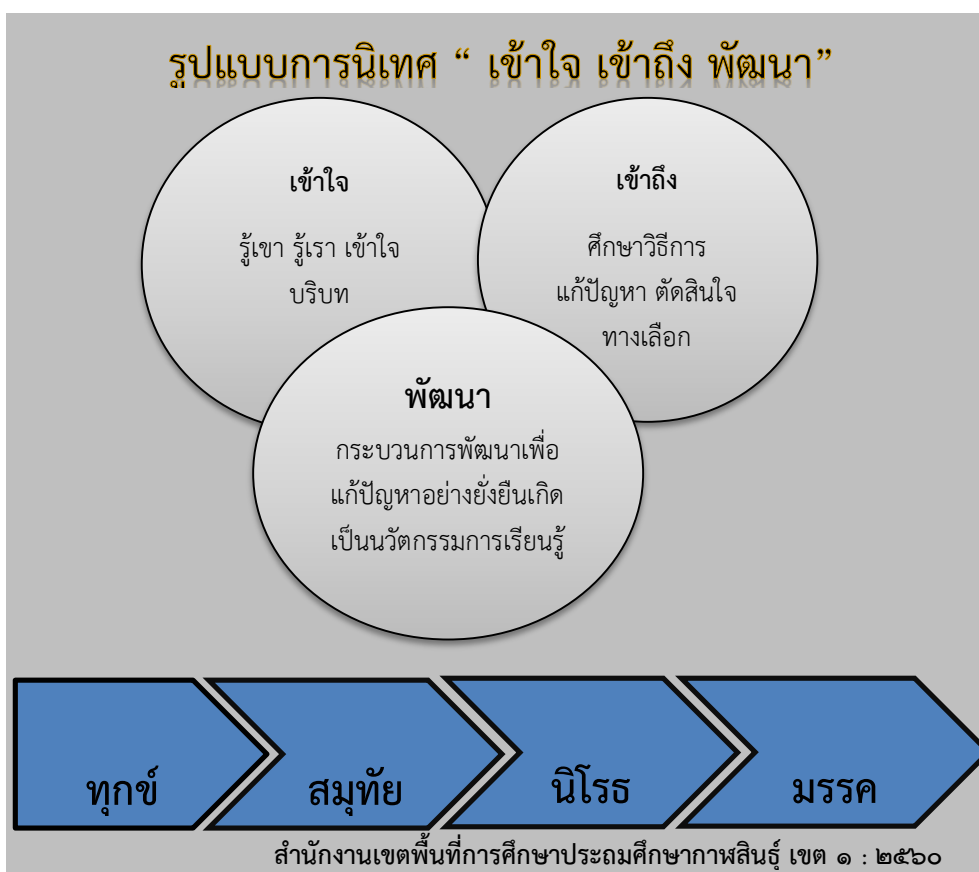 รูปแบบการนิเทศ “ เข้าใจ เข้าถึง พัฒนา”
เข้าใจ
รู้เขา รู้เรา เข้าใจ
บริบท
เข้าถึง
ศึกษาวิธีการ
แก้ปัญหา ตัดสินใจ
ทางเลือก
พัฒนา
กระบวนการพัฒนาเพื่อ
แก้ปัญหาอย่างยั่งยืนเกิด
เป็นนวัตกรรมการเรียนรู้
ทุกข์
สมุทัย
นิโรธ
มรรค
สำนักงานเขตพื้นที่การศึกษาประถมศึกษากาฬสินธุ์ เขต ๑ : ๒๕๖๐